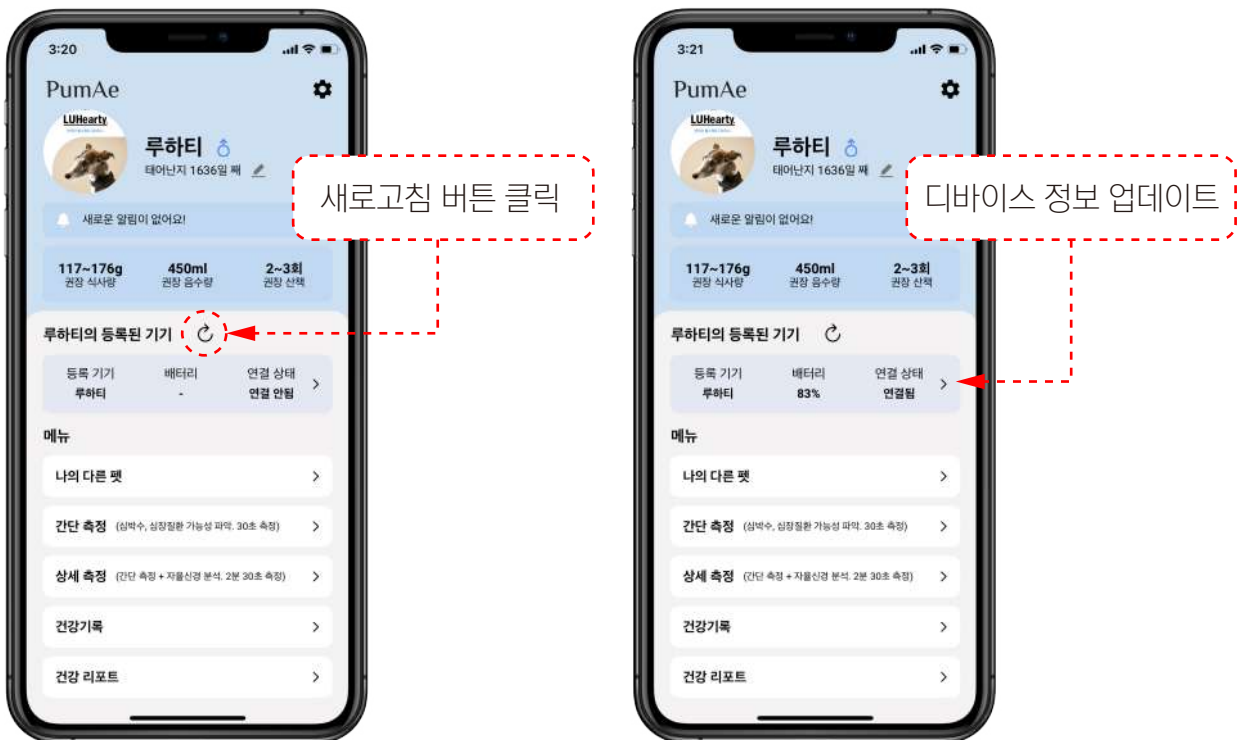 3:20
PumAe
LUHearty
루하티
태어난지 1636일 째
새로운 알림이 없어요!
117~176g 450ml 2~3회
권장 식사량 권장 음수량 권장 산책
루하티의 등록된 기기
등록 기기 배터리 연결 상태
루하티 - 연결 안됨
메뉴
나의 다른 펫
간단 측정 (심박수, 심장질환 가능성 파악. 30초 측정)
상세 측정 (간단 측정 + 자율신경 분석. 2분 30초 측정)
건강기록
건강 리포트
새로고침 버튼 클릭
3:21
PumAe
LUHearty
루하티
태어난지 1636일 째
새로운 알림이 없어요!
117~176g 450ml 2~3회
권장 식사량 권장 음수량 권장 산책
루하티의 등록된 기기
등록 기기 배터리 연결 상태
루하티 83% 연결됨
메뉴
나의 다른 펫
간단 측정 (심박수, 심장질환 가능성 파악. 30초 측정)
상세 측정 (간단 측정 + 자율신경 분석. 2분 30초 측정)
건강기록
건강 리포트
디바이스 정보 업데이트